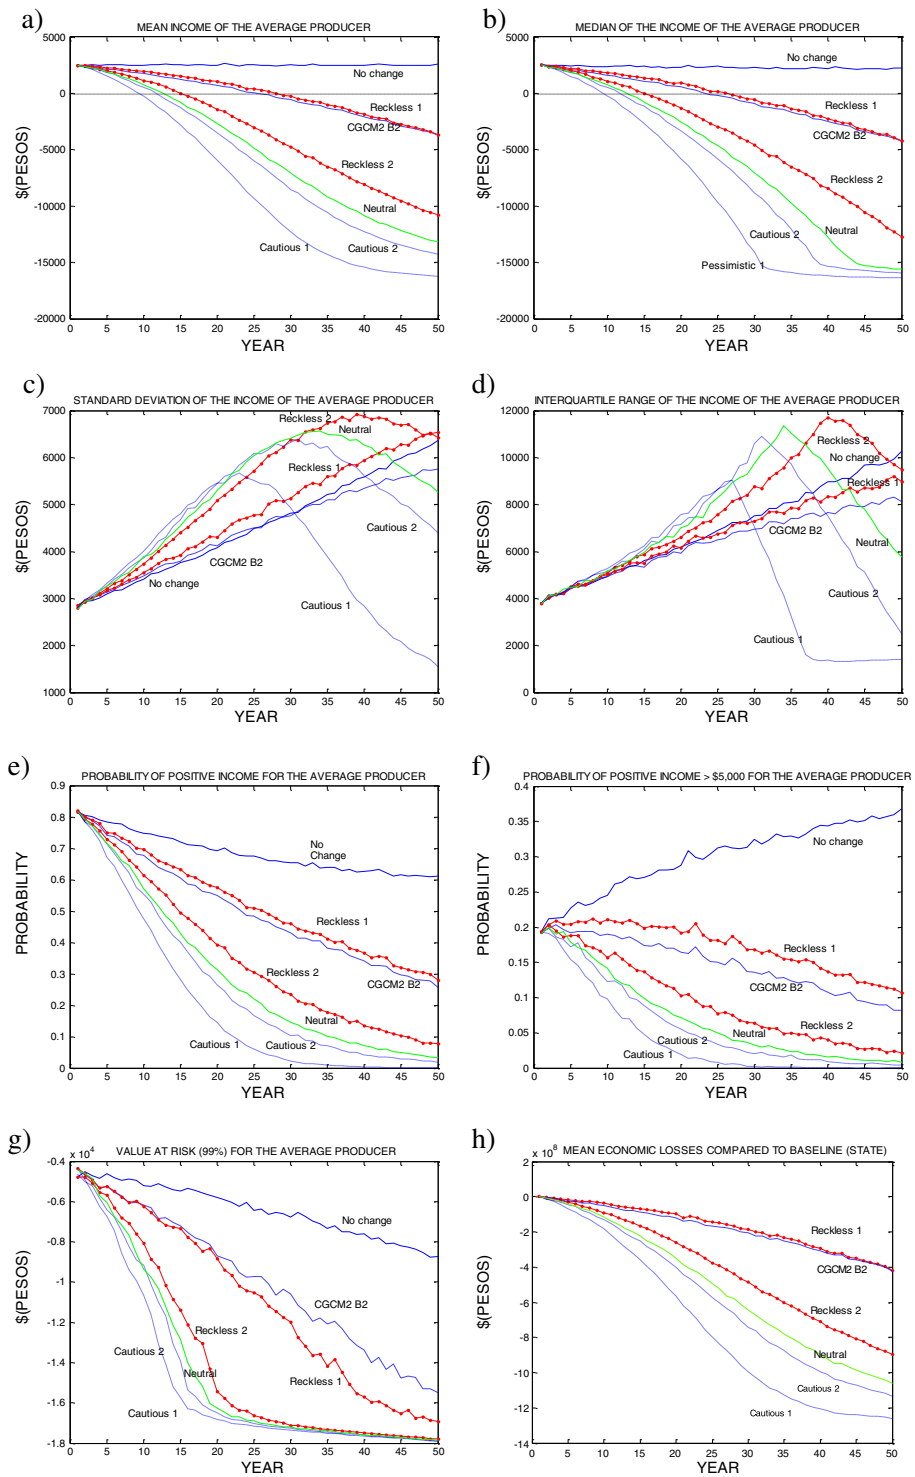 a)
MEAN INCOME OF THE AVERAGE PRODUCER
5000
0
-5000
-10000
-15000
-20000
$(PESOS)
No change
Reckless 1
CGCM2 B2
Reckless 2
Neutral
Cautious 2
Cautious 1
0 5 10 15 20 25 30 35 40 45 50
YEAR
b)
MEDIAN OF THE INCOME OF THE AVERAGE PRODUCER
5000
0
-5000
-10000
-15000
-20000
$(PESOS)
No change
Reckless 1
CGCM2 B2
Reckless 2
Neutral
Cautious 2
Pessimistic 1
0 5 10 15 20 25 30 35 40 45 50
YEAR
c)
STANDARD DEVIATION OF THE INCOME OF THE AVERAGE PRODUCER
7000
6000
5000
4000
3000
2000
1000
$(PESOS)
Reckless 2
Neutral
Reckless 1
Cautious 2
CGCM2 B2
No change
Cautious 1
0 5 10 15 20 25 30 35 40 45 50
YEAR
d)
INTERQUARTILE RANGE OF THE INCOME OF THE AVERAGE PRODUCER
12000
10000
8000
6000
4000
2000
0
$(PESOS)
Reckless 2
No change
Reckless 1
CGCM2 B2
Neutral
Cautious 2
Cautious 1
0 5 10 15 20 25 30 35 40 45 50
YEAR
e)
PROBABILITY OF POSITIVE INCOME FOR THE AVERAGE PRODUCER
0.9
0.8
0.7
0.6
0.5
0.4
0.3
0.2
0.1
0
PROBABILITY
No
Change
Reckless 1
Reckless 2
CGCM2 B2
Neutral
Cautious 1
Cautious 2
0 5 10 15 20 25 30 35 40 45 50
YEAR
f)
PROBABILITY OF POSITIVE INCOME > $5,000 FOR THE AVERAGE PRODUCER
0.4
0.35
0.3
0.25
0.2
0.15
0.1
0.05
0
PROBABILITY
No change
Reckless 1
CGCM2 B2
Reckless 2
Neutral
Cautious 2
Cautious 1
0 5 10 15 20 25 30 35 40 45 50
YEAR
g)
VALUE AT RISK (99%) FOR THE AVERAGE PRODUCER
x 10⁴
-0.4
-0.6
-0.8
-1
-1.2
-1.4
-1.6
-1.8
$(PESOS)
No change
CGCM2 B2
Reckless 2
Cautious 2
Neutral
Reckless 1
Cautious 1
0 5 10 15 20 25 30 35 40 45 50
YEAR
h)
MEAN ECONOMIC LOSSES COMPARED TO BASELINE (STATE)
x 10⁸
2
0
-2
-4
-6
-8
-10
-12
-14
$(PESOS)
Reckless 1
CGCM2 B2
Reckless 2
Neutral
Cautious 2
Cautious 1
0 5 10 15 20 25 30 35 40 45 50
YEAR